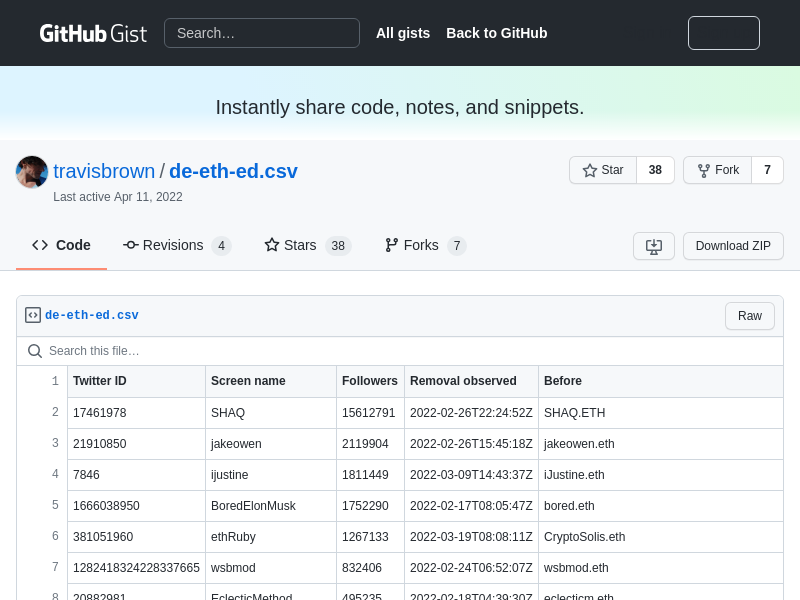 GitHub Gist Search… All gists Back to GitHub
Instantly share code, notes, and snippets.
travisbrown / de-eth-ed.csv
Last active Apr 11, 2022
Star 38 Fork 7
Code Revisions 4 Stars 38 Forks 7 Download ZIP
de-eth-ed.csv Raw
Search this file…
1 Twitter ID Screen name Followers Removal observed Before
2 17461978 SHAQ 15612791 2022-02-26T22:24:52Z SHAQ.ETH
3 21910850 jakeowen 2119904 2022-02-26T15:45:18Z jakeowen.eth
4 7846 ijustine 1811449 2022-03-09T14:43:37Z iJustine.eth
5 1666038950 BoredElonMusk 1752290 2022-02-17T08:05:47Z bored.eth
6 381051960 ethRuby 1267133 2022-03-19T08:08:11Z CryptoSolis.eth
7 1282418324228337665 wsbmod 832406 2022-02-24T06:52:07Z wsbmod.eth
8 20882981 EclecticMethod 495235 2022-02-18T04:39:30Z eclecticm.eth